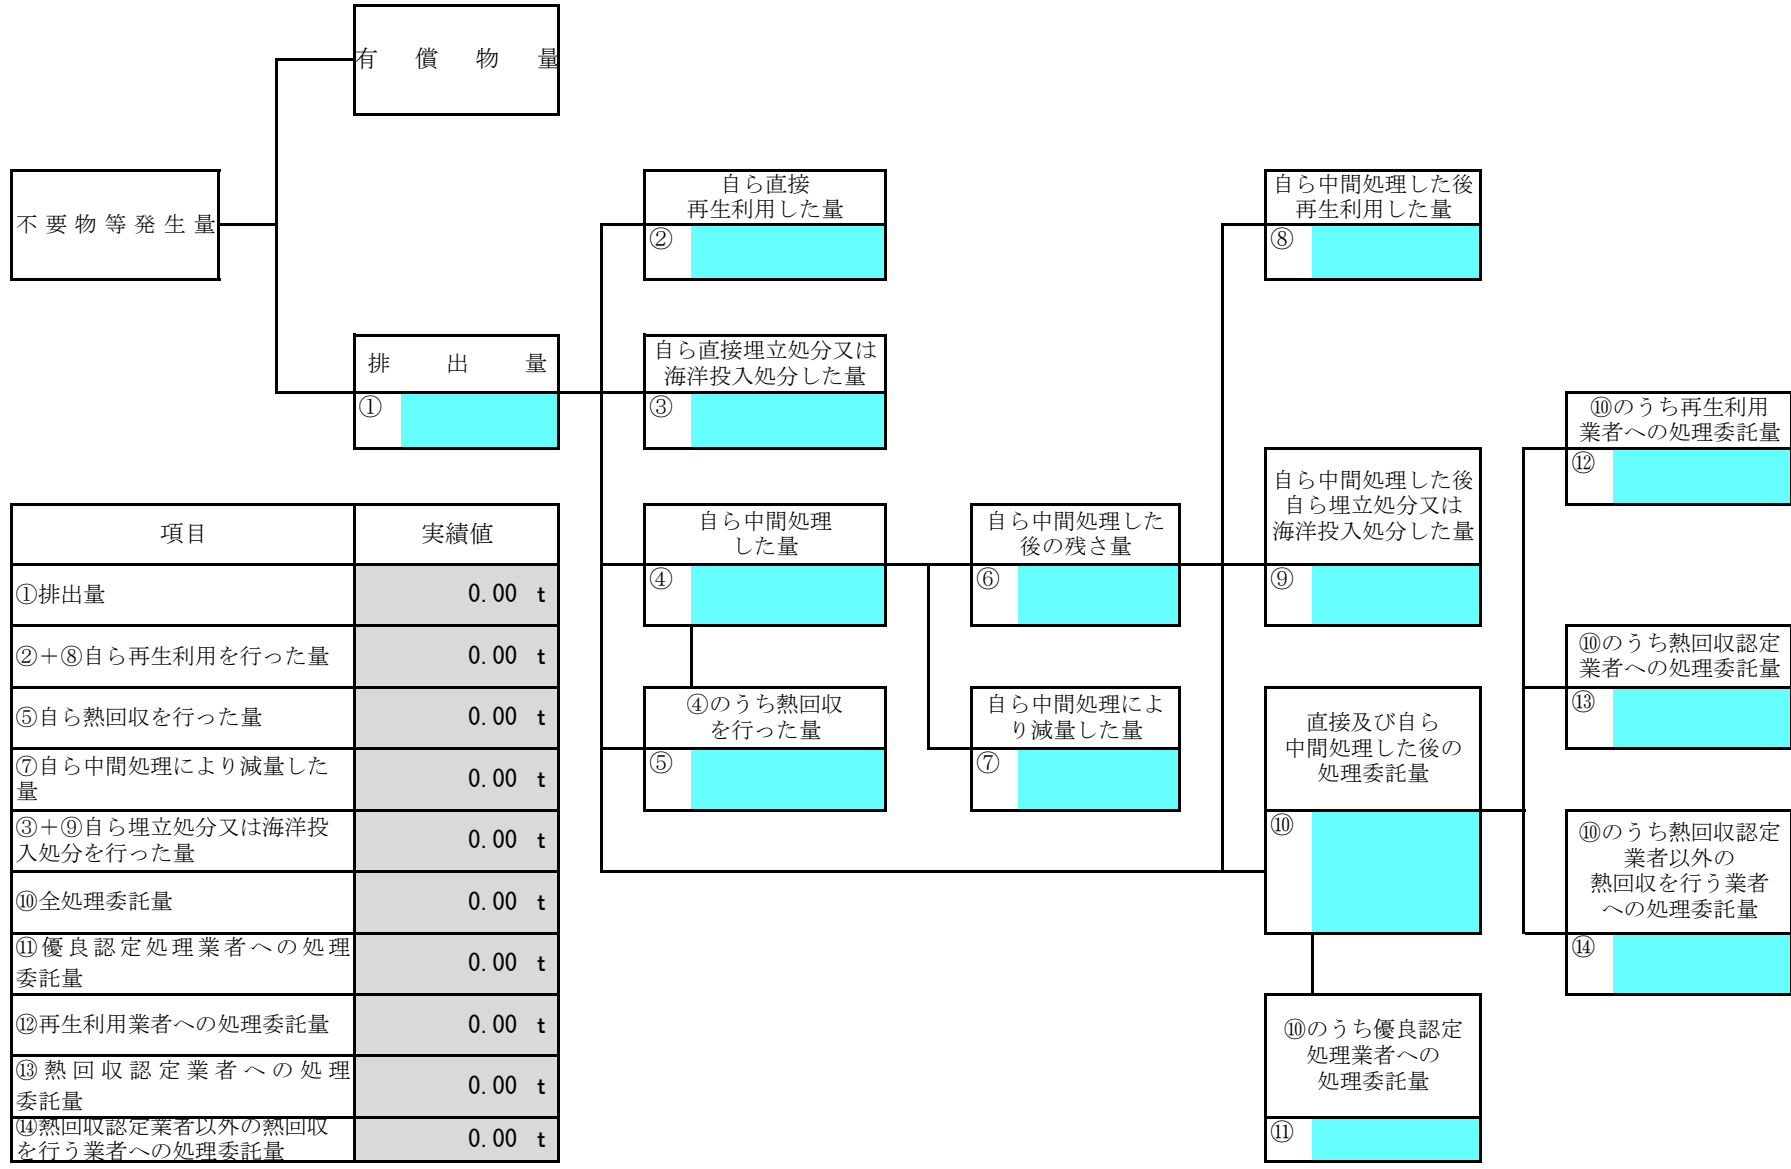 有償物量
不要物等発生量
自ら直接
再生利用した量
②
自ら中間処理した後
再生利用した量
⑧
排出量
①
自ら直接埋立処分又は
海洋投入処分した量
③
⑩のうち再生利用
業者への処理委託量
⑫
自ら中間処理
した量
④
自ら中間処理した
後の残さ量
⑥
自ら中間処理した後
自ら埋立処分又は
海洋投入処分した量
⑨
⑩のうち熱回収認定
業者への処理委託量
⑬
④のうち熱回収
を行った量
⑤
自ら中間処理によ
り減量した量
⑦
直接及び自ら
中間処理した後の
処理委託量
⑩
⑩のうち熱回収認定
業者以外の
熱回収を行う業者
への処理委託量
⑭
⑩のうち優良認定
処理業者への
処理委託量
⑪
項目 実績値
①排出量 0.00 t
②＋⑧自ら再生利用を行った量 0.00 t
⑤自ら熱回収を行った量 0.00 t
⑦自ら中間処理により減量した
量 0.00 t
③＋⑨自ら埋立処分又は海洋投
入処分を行った量 0.00 t
⑩全処理委託量 0.00 t
⑪優良認定処理業者への処理
委託量 0.00 t
⑫再生利用業者への処理委託量 0.00 t
⑬熱回収認定業者への処理
委託量 0.00 t
⑭熱回収認定業者以外の熱回収
を行う業者への処理委託量 0.00 t